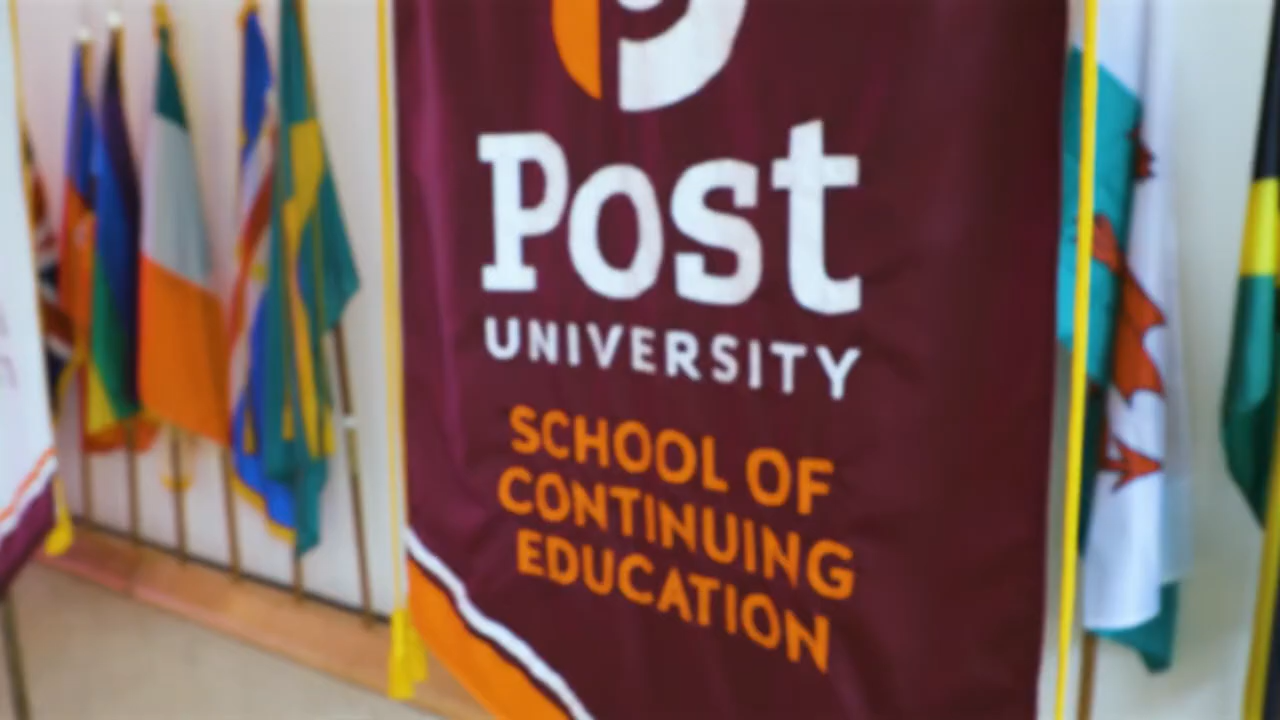 Post
UNIVERSITY
SCHOOL OF
CONTINUING
EDUCATION